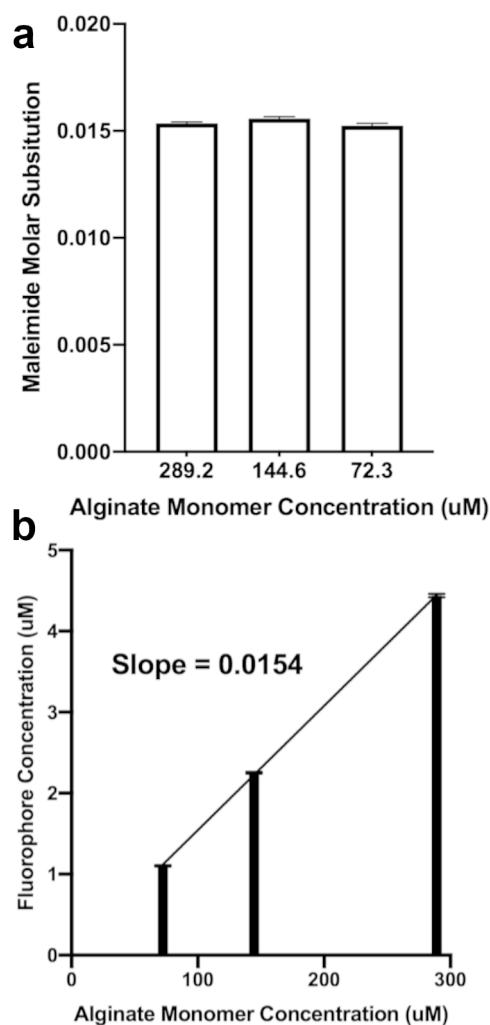 a
Maleimide Molar Subsitution
0.020
0.015
0.010
0.005
0.000
289.2 144.6 72.3
Alginate Monomer Concentration (uM)
b
Fluorophore Concentration (uM)
5
4
3
2
1
0
Slope = 0.0154
0 100 200 300
Alginate Monomer Concentration (uM)